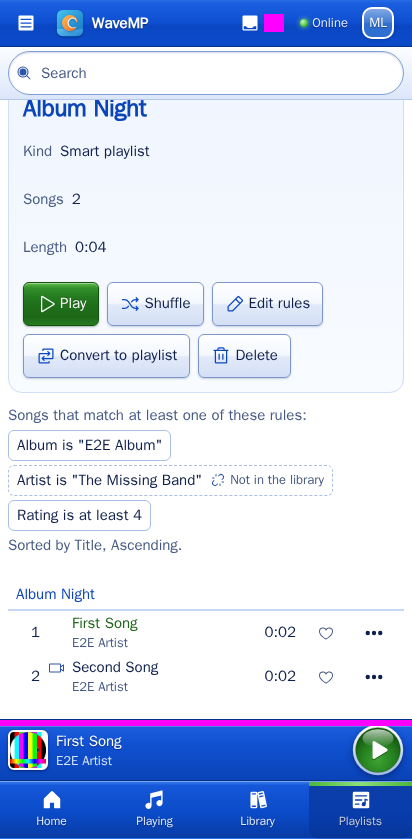 WaveMP
Online
ML
Search
Album Night
Kind Smart playlist
Songs 2
Length 0:04
Play
Shuffle
Edit rules
Convert to playlist
Delete
Songs that match at least one of these rules:
Album is "E2E Album"
Artist is "The Missing Band" Not in the library
Rating is at least 4
Sorted by Title, Ascending.
Album Night
1 First Song 0:02
E2E Artist
2 Second Song 0:02
E2E Artist
First Song
E2E Artist
Home
Playing
Library
Playlists